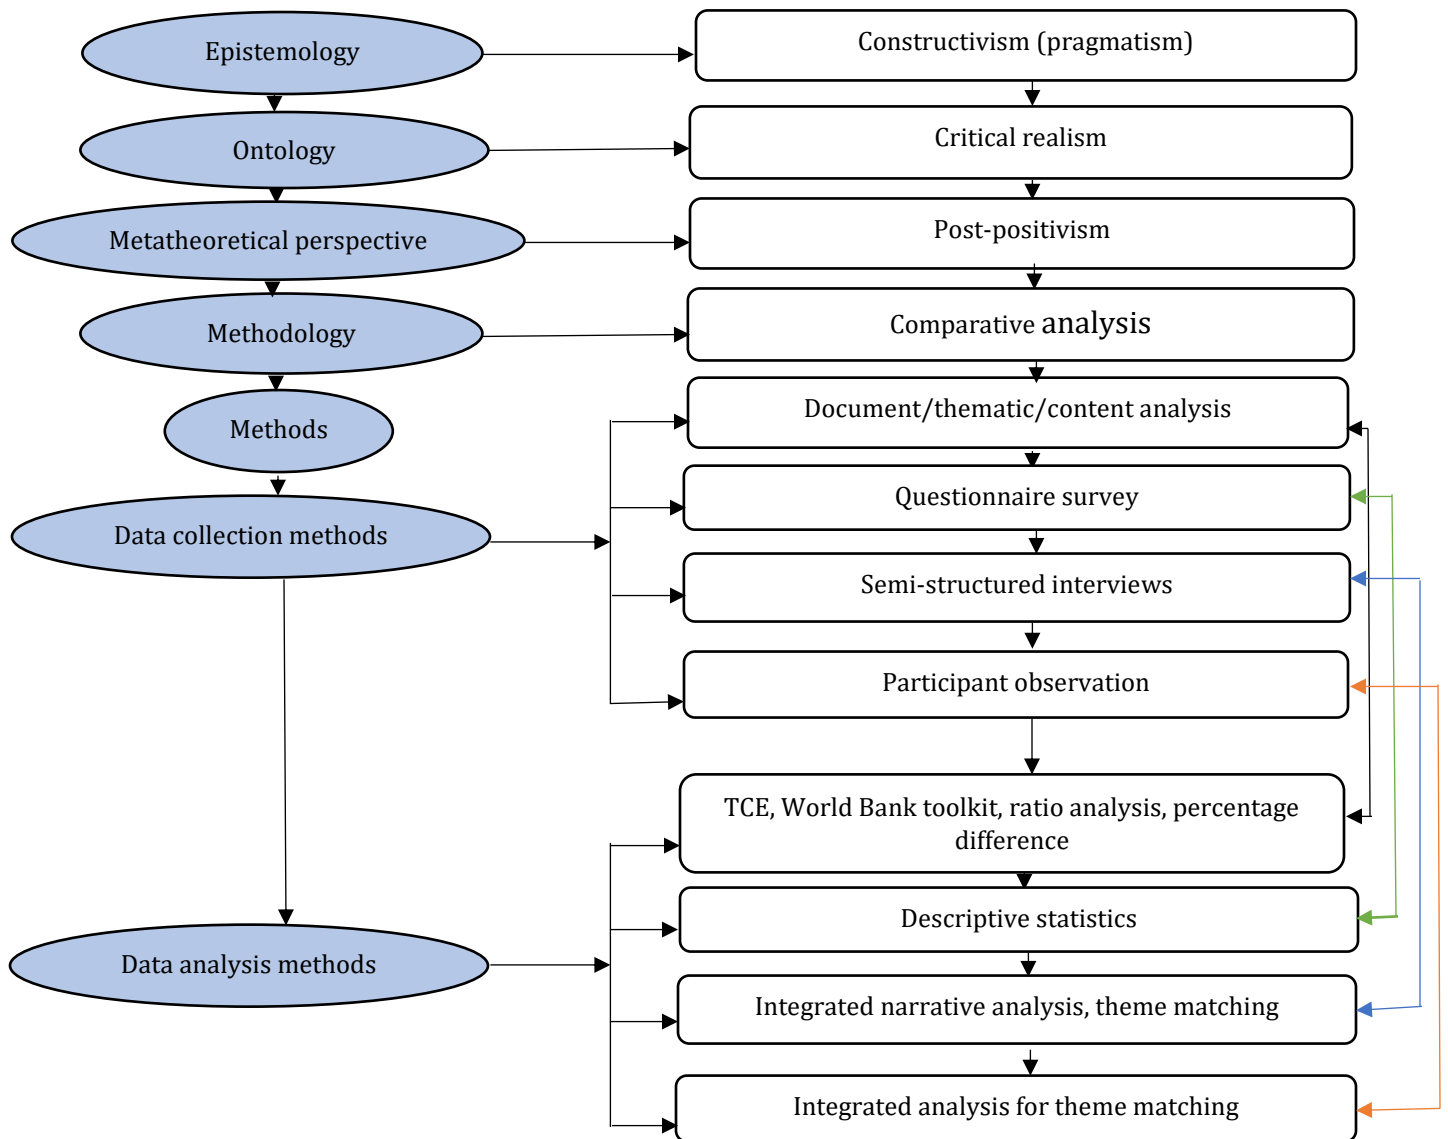 Epistemology
Constructivism (pragmatism)
Ontology
Critical realism
Metatheoretical perspective
Post-positivism
Methodology
Comparative analysis
Methods
Document/thematic/content analysis
Questionnaire survey
Data collection methods
Semi-structured interviews
Participant observation
TCE, World Bank toolkit, ratio analysis, percentage
difference
Descriptive statistics
Data analysis methods
Integrated narrative analysis, theme matching
Integrated analysis for theme matching